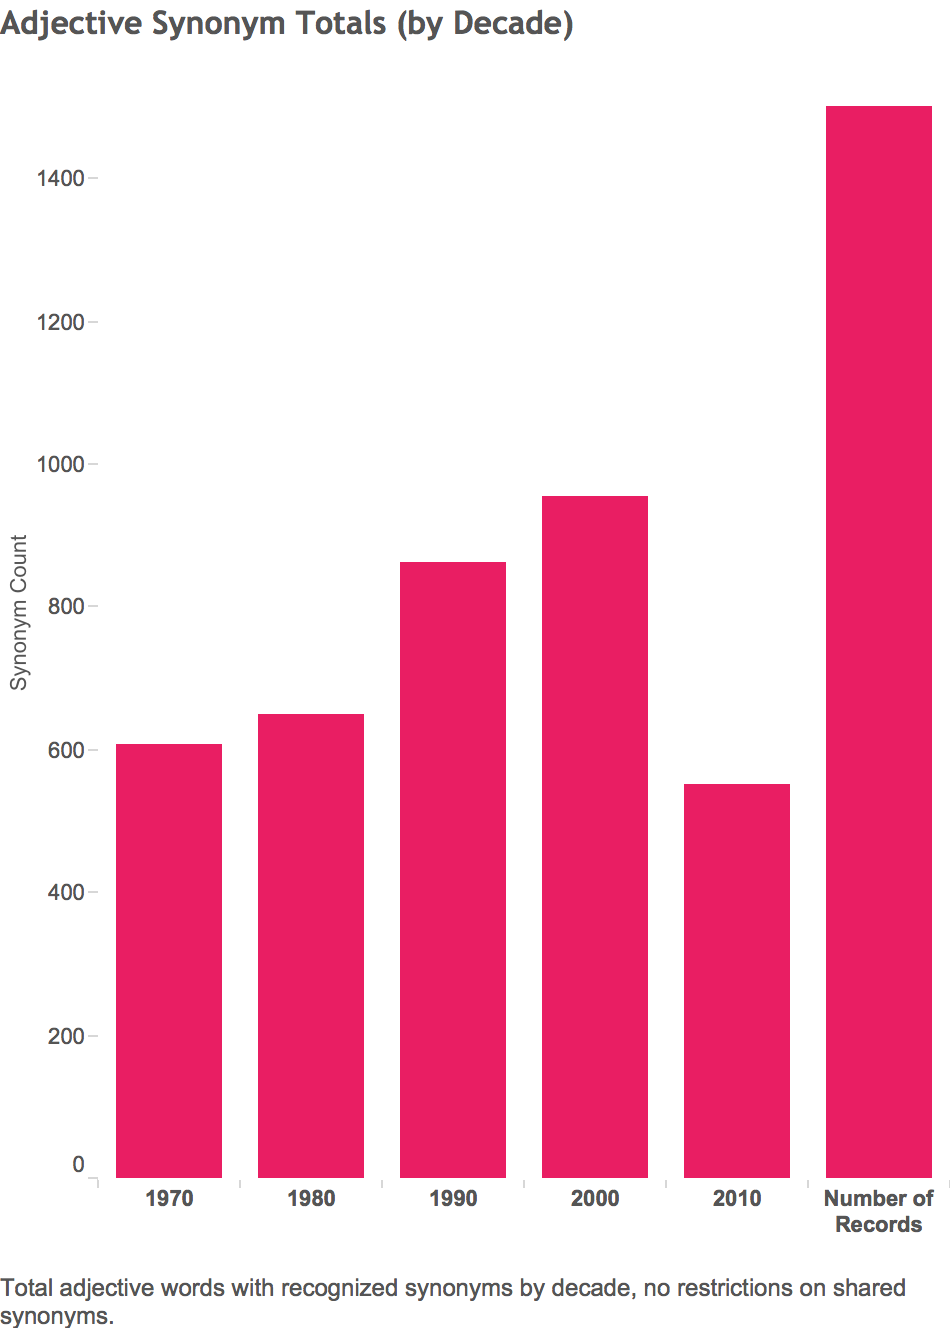 Adjective Synonym Totals (by Decade)
1400
1200
1000
Synonym Count
800
600
400
200
0
1970 1980 1990 2000 2010 Number of
Records
Total adjective words with recognized synonyms by decade, no restrictions on shared
synonyms.